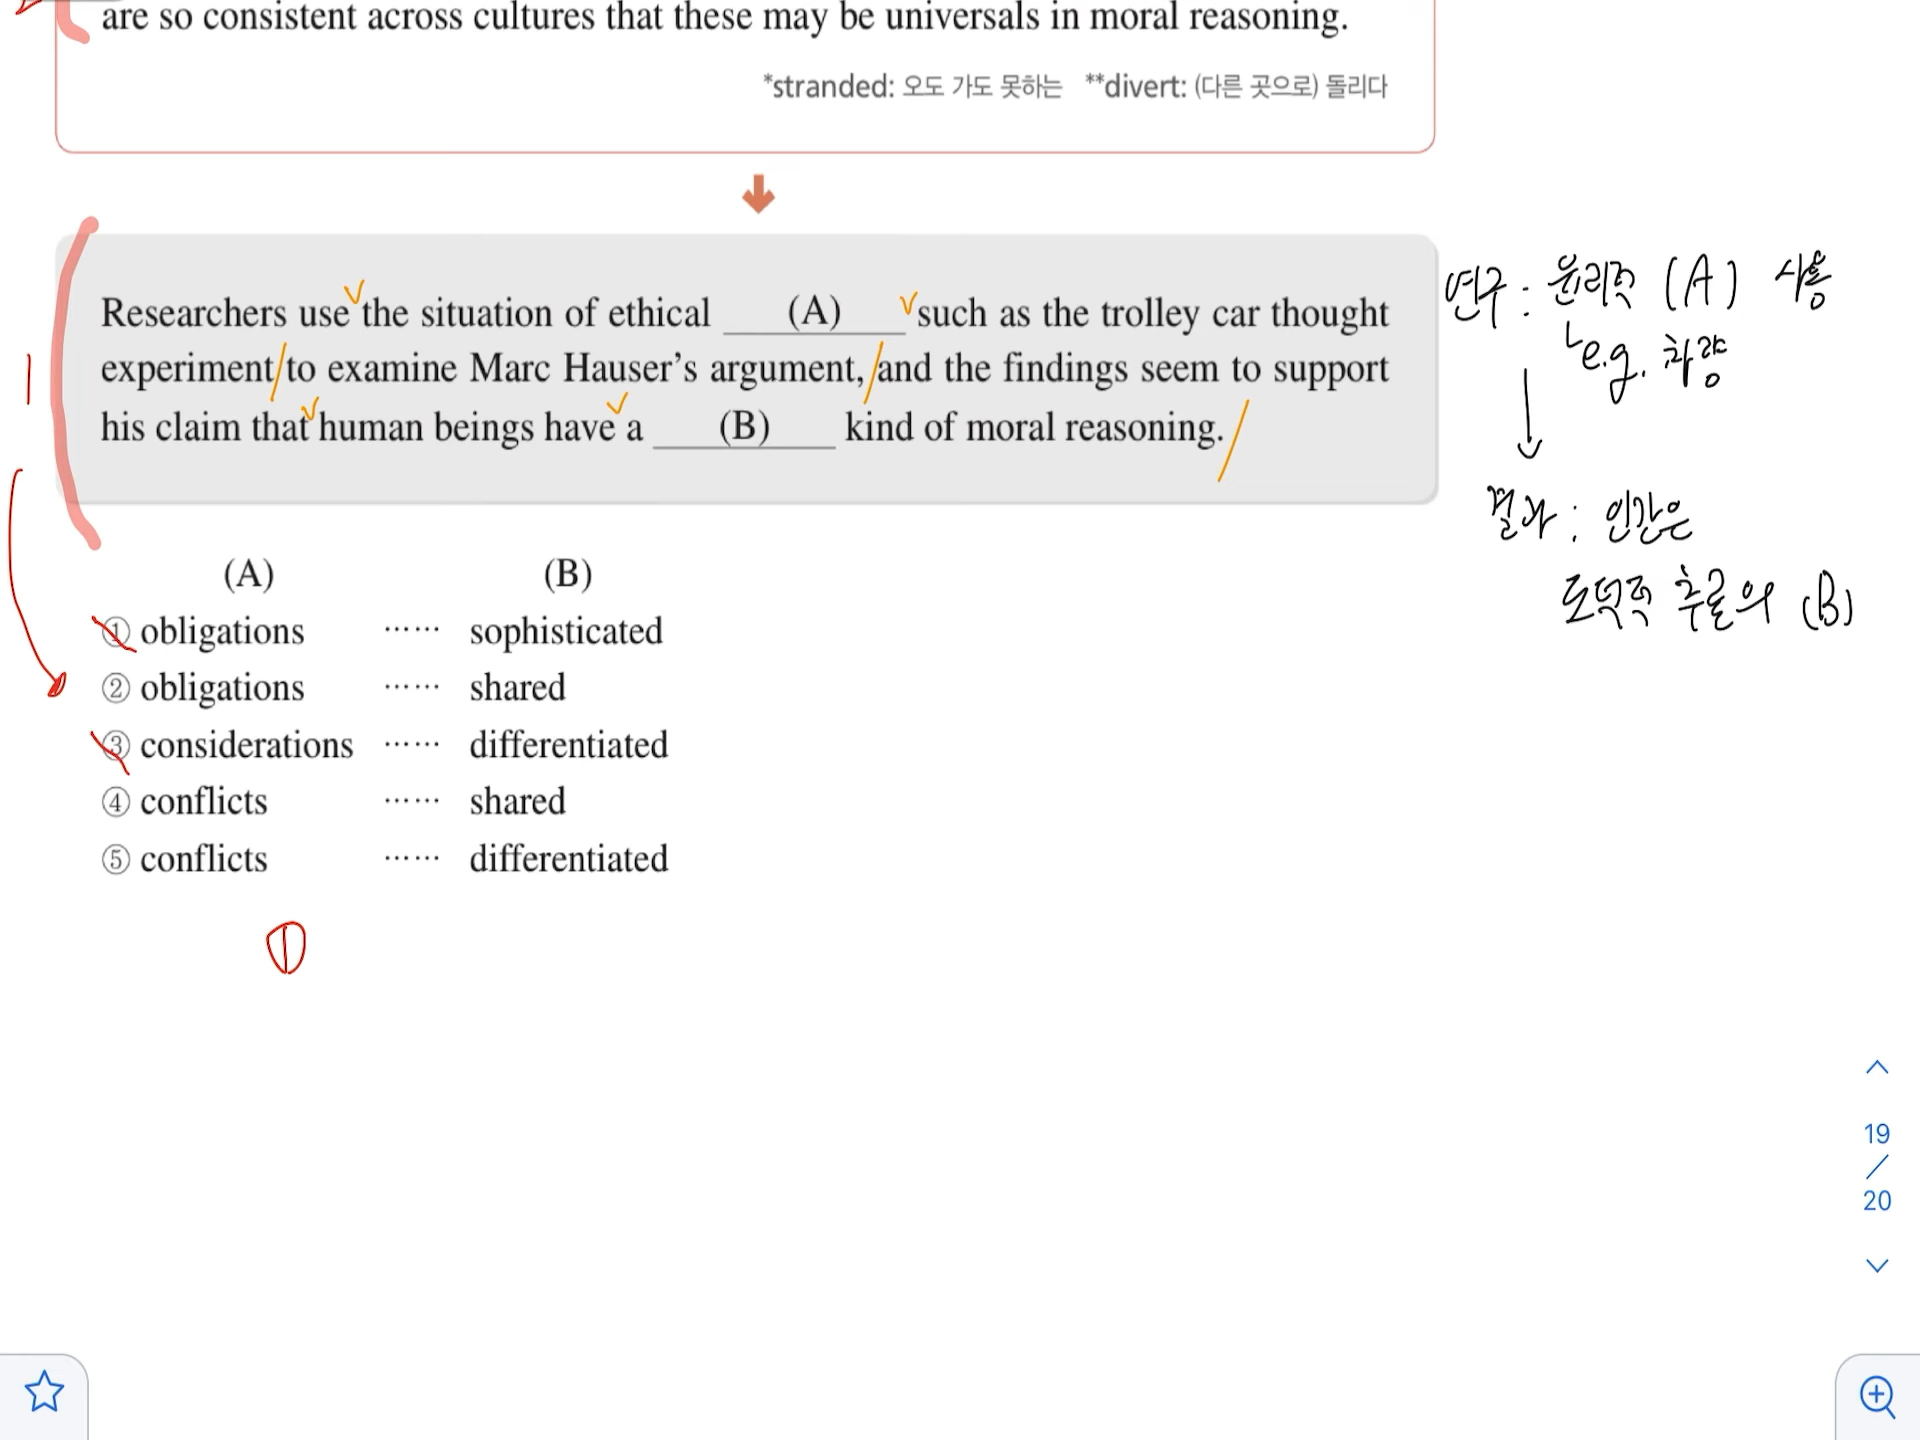 are so consistent across cultures that these may be universals in moral reasoning.
*stranded: 오도 가도 못하는 **divert: (다른 곳으로) 돌리다
Researchers use the situation of ethical (A) such as the trolley car thought
experiment to examine Marc Hauser's argument, and the findings seem to support
his claim that human beings have a (B) kind of moral reasoning.
연구 : 윤리적 (A) 사용
e.g. 차량
결과 : 인간은
도덕적 추론의 (B)
1
(A) (B)
① obligations ······ sophisticated
② obligations ······ shared
③ considerations ······ differentiated
④ conflicts ······ shared
⑤ conflicts ······ differentiated
①
19
/
20